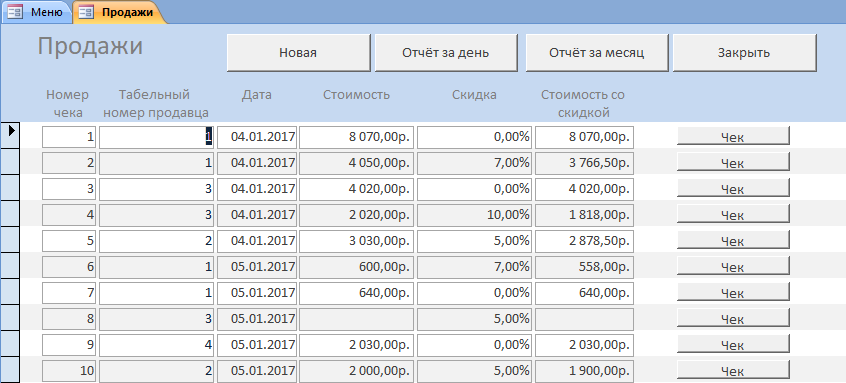 Меню Продажи
Продажи Новая Отчёт за день Отчёт за месяц Закрыть
Номер чека Табельный номер продавца Дата Стоимость Скидка Стоимость со скидкой
1 1 04.01.2017 8 070,00р. 0,00% 8 070,00р. Чек
2 1 04.01.2017 4 050,00р. 7,00% 3 766,50р. Чек
3 3 04.01.2017 4 020,00р. 0,00% 4 020,00р. Чек
4 3 04.01.2017 2 020,00р. 10,00% 1 818,00р. Чек
5 2 04.01.2017 3 030,00р. 5,00% 2 878,50р. Чек
6 1 05.01.2017 600,00р. 7,00% 558,00р. Чек
7 1 05.01.2017 640,00р. 0,00% 640,00р. Чек
8 3 05.01.2017 5,00% Чек
9 4 05.01.2017 2 030,00р. 0,00% 2 030,00р. Чек
10 2 05.01.2017 2 000,00р. 5,00% 1 900,00р. Чек